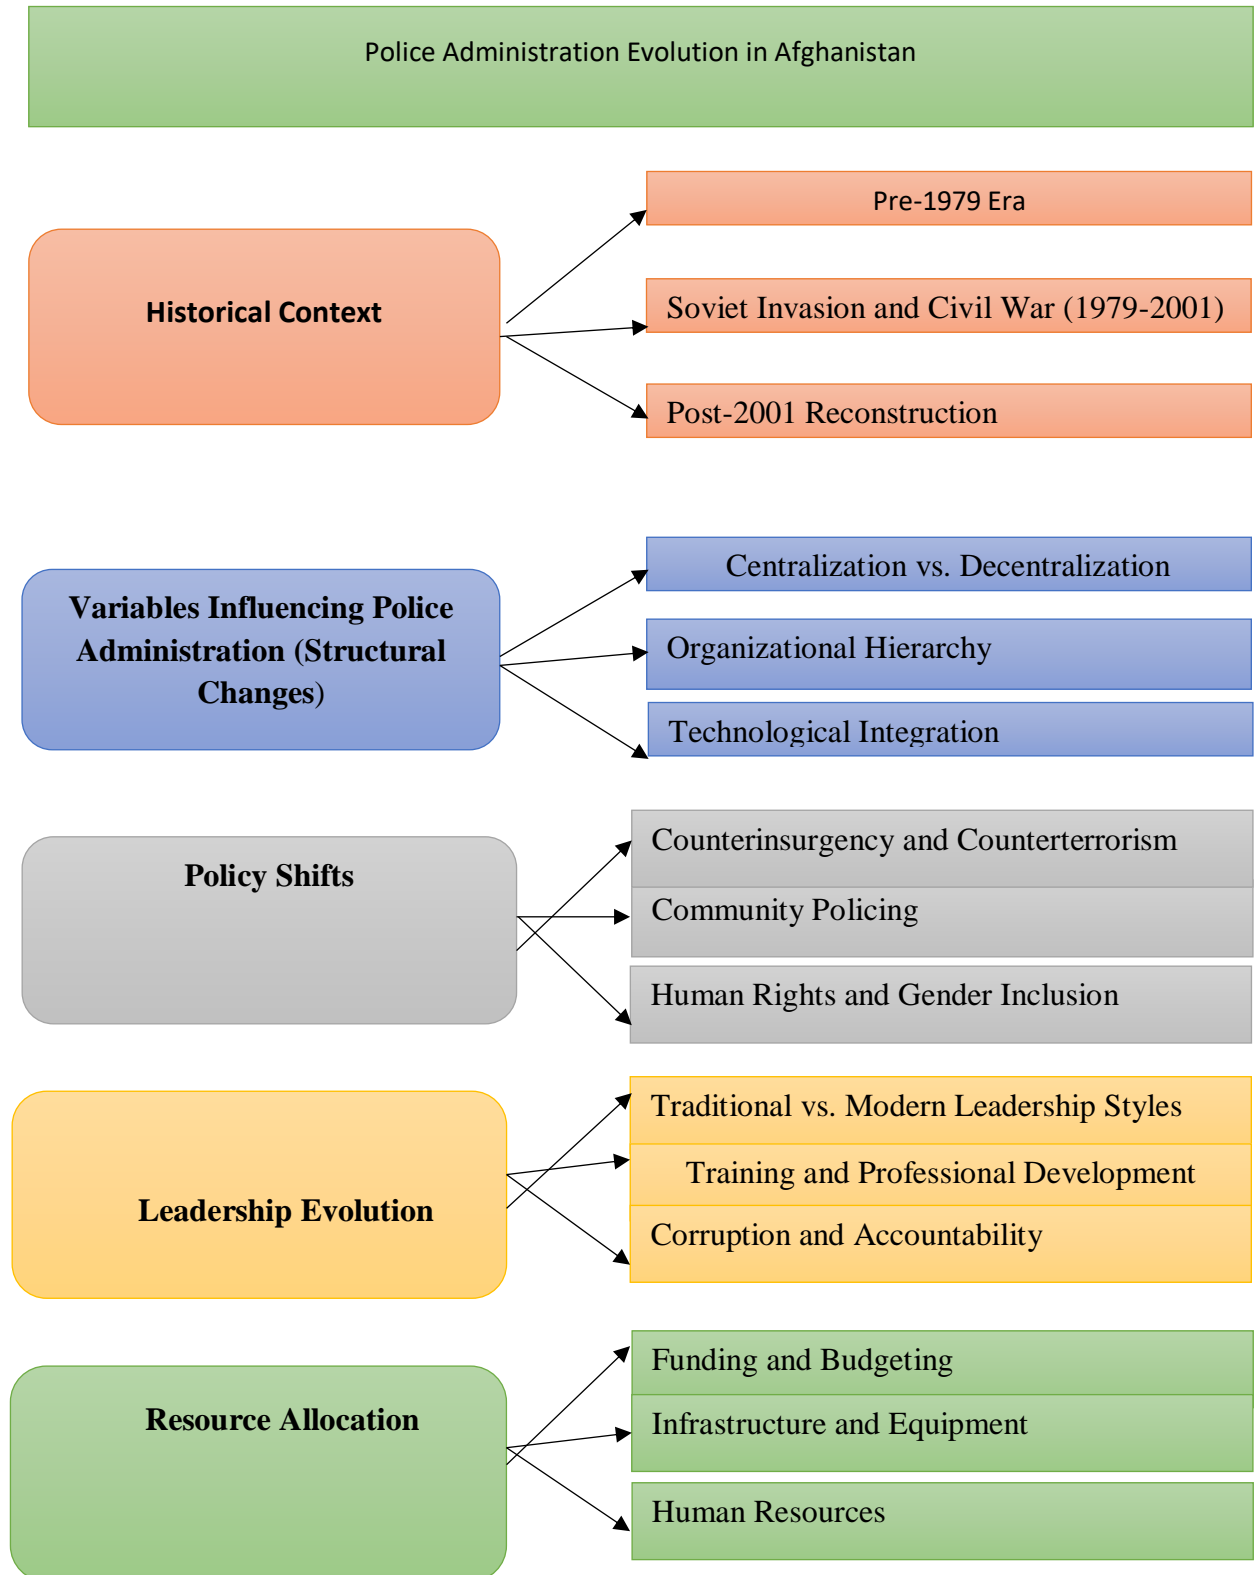 Police Administration Evolution in Afghanistan
Historical Context
Pre-1979 Era
Soviet Invasion and Civil War (1979-2001)
Post-2001 Reconstruction
Variables Influencing Police
Administration (Structural
Changes)
Centralization vs. Decentralization
Organizational Hierarchy
Technological Integration
Policy Shifts
Counterinsurgency and Counterterrorism
Community Policing
Human Rights and Gender Inclusion
Leadership Evolution
Traditional vs. Modern Leadership Styles
Training and Professional Development
Corruption and Accountability
Resource Allocation
Funding and Budgeting
Infrastructure and Equipment
Human Resources